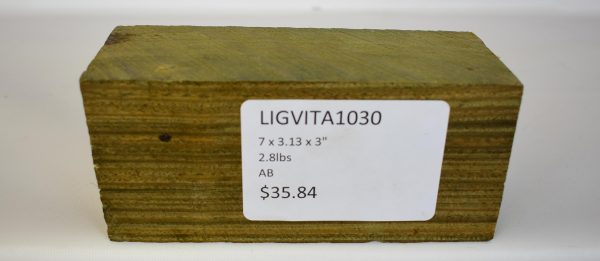 LIGVITA1030
7 x 3.13 x 3"
2.8lbs
AB
$35.84